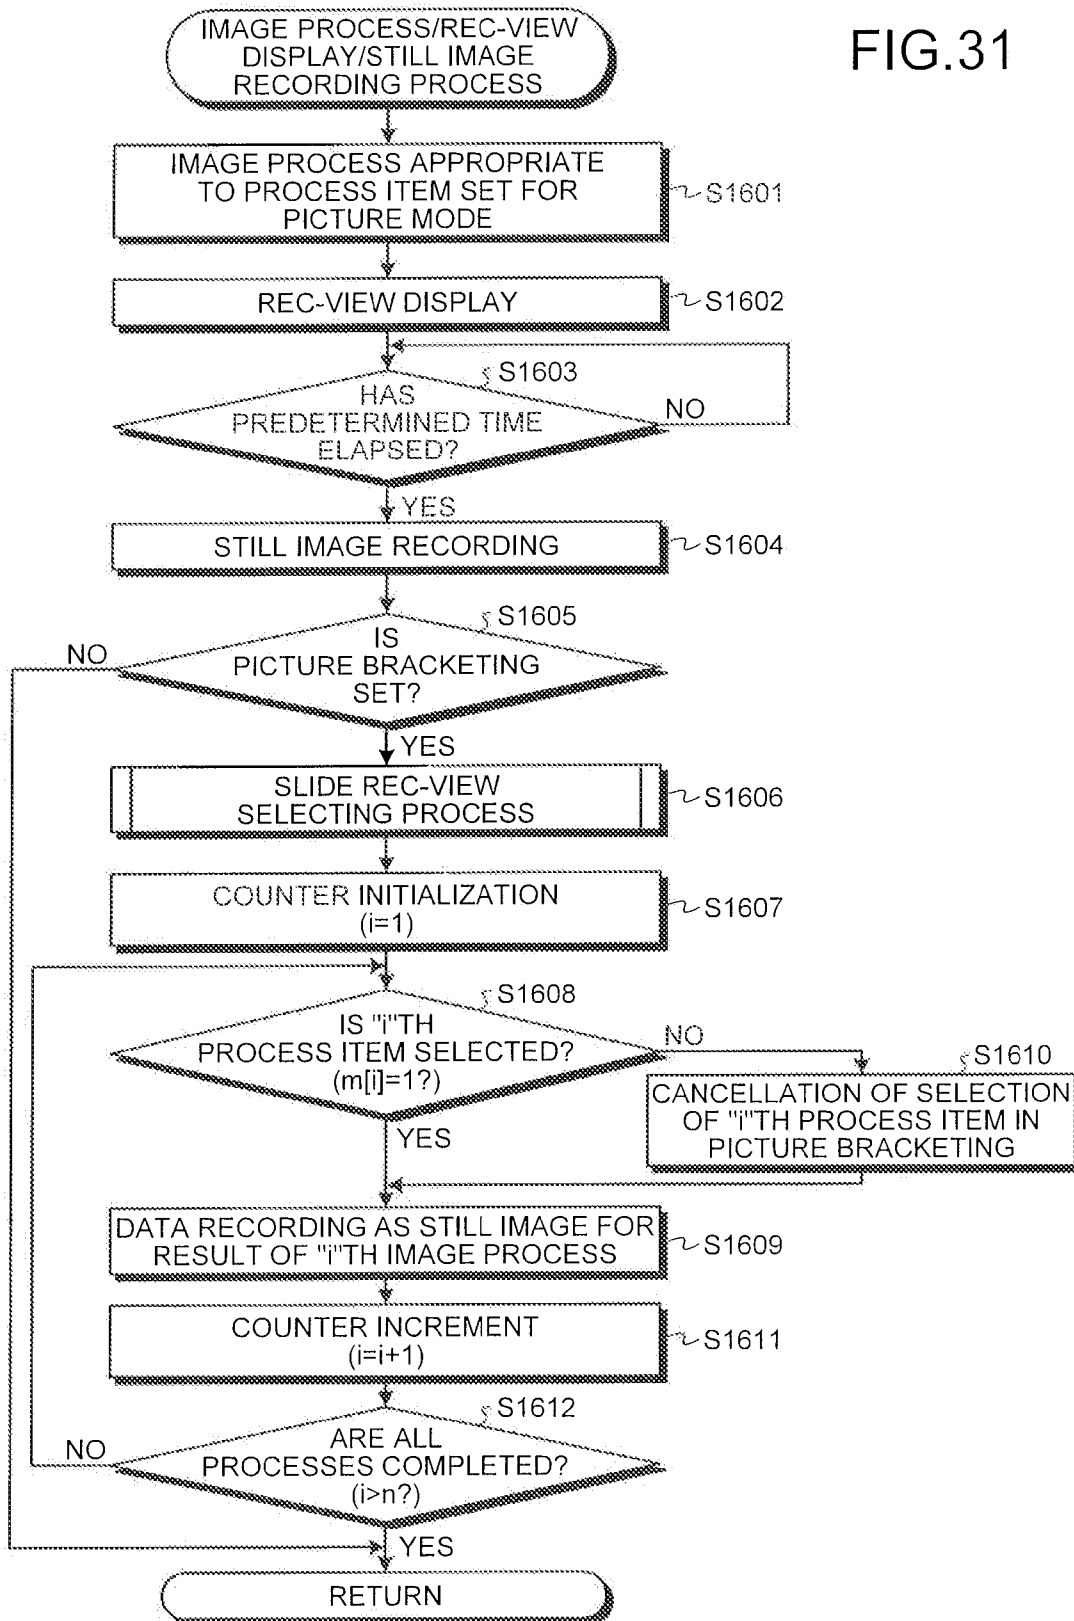 FIG.31
IMAGE PROCESS/REC-VIEW
DISPLAY/STILL IMAGE
RECORDING PROCESS
IMAGE PROCESS APPROPRIATE
TO PROCESS ITEM SET FOR
PICTURE MODE
S1601
REC-VIEW DISPLAY
S1602
S1603
HAS
PREDETERMINED TIME
ELAPSED?
NO
YES
STILL IMAGE RECORDING
S1604
S1605
IS
PICTURE BRACKETING
SET?
NO
YES
SLIDE REC-VIEW
SELECTING PROCESS
S1606
COUNTER INITIALIZATION
(i=1)
S1607
S1608
IS "i"TH
PROCESS ITEM SELECTED?
(m[i]=1?)
NO
YES
S1610
CANCELLATION OF SELECTION
OF "i"TH PROCESS ITEM IN
PICTURE BRACKETING
DATA RECORDING AS STILL IMAGE FOR
RESULT OF "i"TH IMAGE PROCESS
S1609
COUNTER INCREMENT
(i=i+1)
S1611
S1612
ARE ALL
PROCESSES COMPLETED?
(i>n?)
NO
YES
RETURN